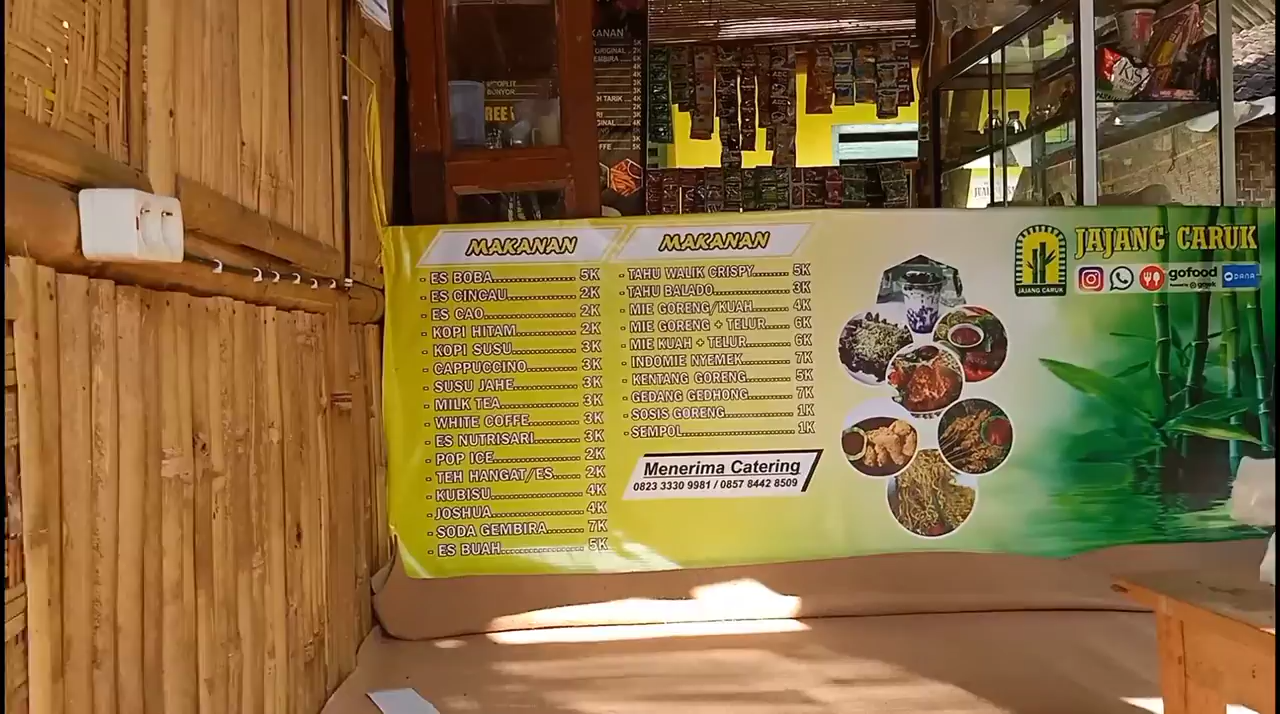 MAKANAN
- ES BOBA............... 5K
- ES CINCAU............ 2K
- ES CAO................. 2K
- KOPI HITAM........... 2K
- KOPI SUSU............ 3K
- CAPPUCCINO......... 3K
- SUSU JAHE............ 3K
- MILK TEA.............. 3K
- WHITE COFFE......... 3K
- ES NUTRISARI........ 3K
- POP ICE................ 2K
- TEH HANGAT/ES..... 2K
- KUBISU................. 4K
- JOSHUA................ 4K
- SODA GEMBIRA...... 7K
- ES BUAH............... 5K
MAKANAN
- TAHU WALIK CRISPY....... 5K
- TAHU BALADO............. 3K
- MIE GORENG/KUAH....... 4K
- MIE GORENG + TELUR.... 6K
- MIE KUAH + TELUR........ 6K
- INDOMIE NYEMEK......... 7K
- KENTANG GORENG........ 5K
- GEDANG GEDHONG....... 7K
- SOSIS GORENG............ 1K
- SEMPOL..................... 1K
Menerima Catering
0823 3330 9981 / 0857 8442 8509
JAJANG CARUK
JAJANG CARUK
gofood
gojek
DANA